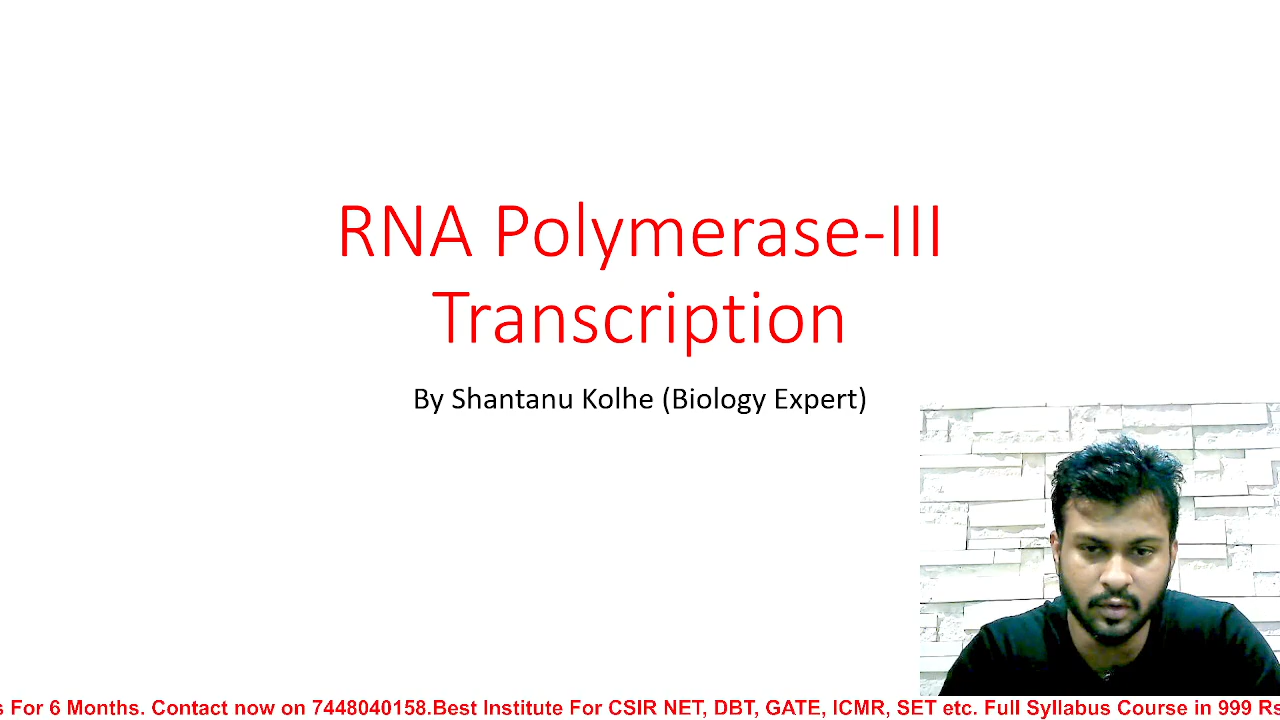 RNA Polymerase-III
Transcription
By Shantanu Kolhe (Biology Expert)
s For 6 Months. Contact now on 7448040158.Best Institute For CSIR NET, DBT, GATE, ICMR, SET etc. Full Syllabus Course in 999 Rs